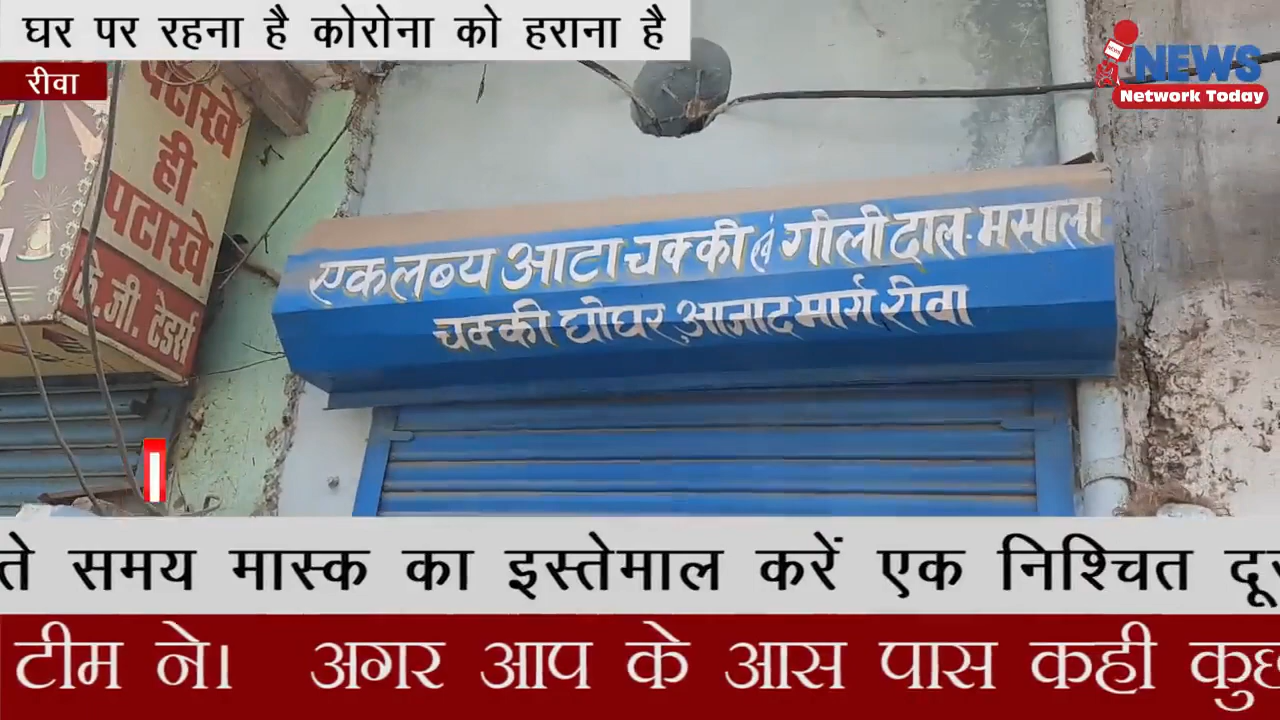 घर पर रहना है कोरोना को हराना है
रीवा
NEWS
Network Today
पटाखे
ही
पटाखे
के.जी. टेडर्स
एकलब्य आटा चक्की एवं गीली दाल-मसाला
चक्की घोघर आजाद मार्ग रीवा
ते समय मास्क का इस्तेमाल करें एक निश्चित
टीम ने। अगर आप के आस पास कही